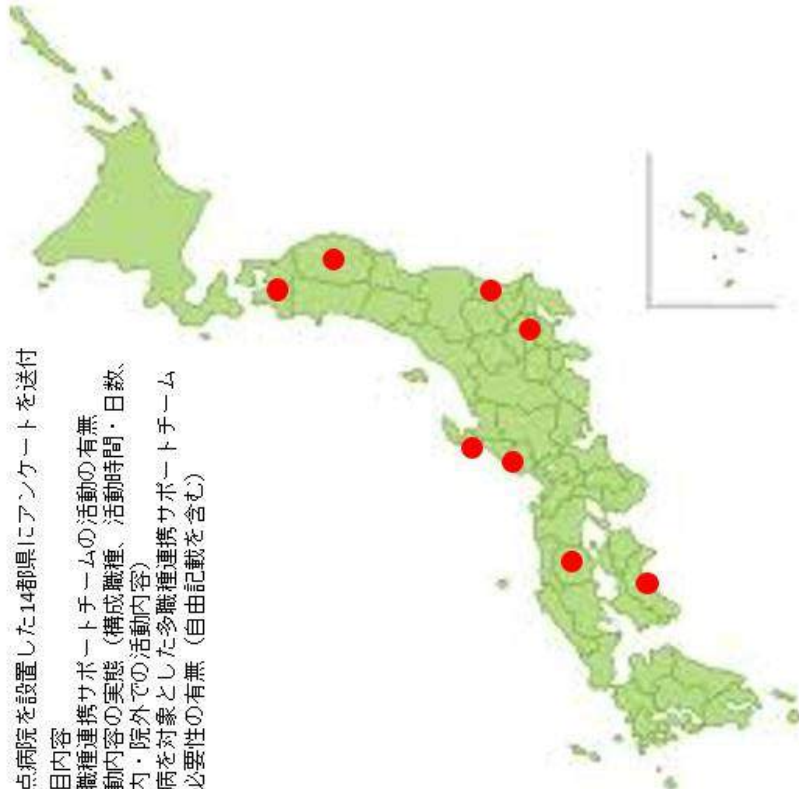 点病院を設置した14都県にアンケートを送付
目内容
職種連携サポートチームの活動の有無
動内容の実態（構成職種、活動時間・日数、
内・院外での活動内容）
病を対象とした多職種連携サポートチーム
必要性の有無（自由記載を含む）